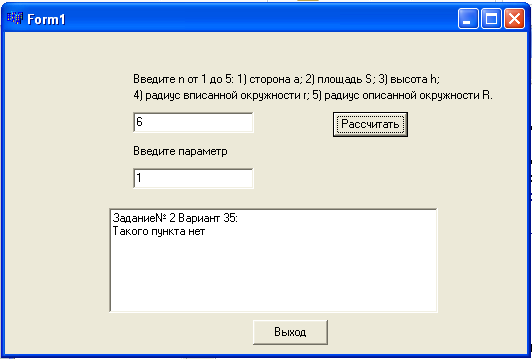 Form1
Введите n от 1 до 5: 1) сторона a; 2) площадь S; 3) высота h;
4) радиус вписанной окружности r; 5) радиус описанной окружности R.
6
Рассчитать
Введите параметр
1
Задание№ 2 Вариант 35:
Такого пункта нет
Выход